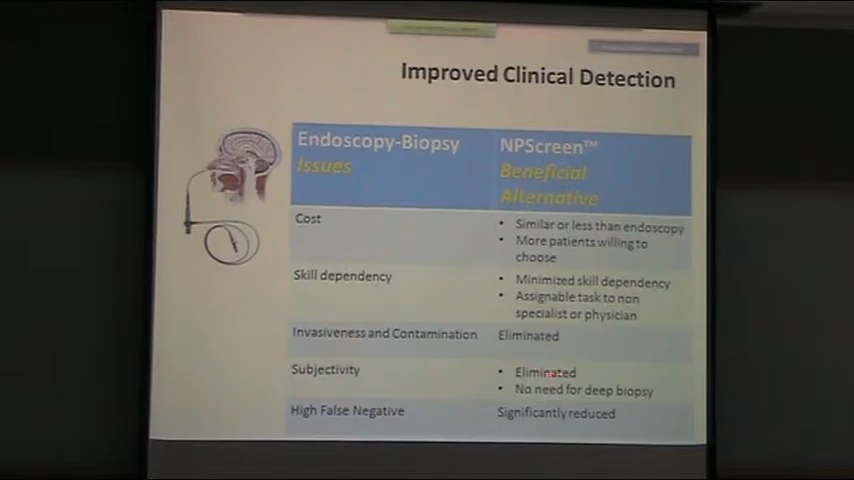 Improved Clinical Detection
Endoscopy-Biopsy
Issues
NPScreen™
Beneficial
Alternative
Cost
• Similar or less than endoscopy
• More patients willing to
choose
Skill dependency
• Minimized skill dependency
• Assignable task to non
specialist or physician
Invasiveness and Contamination
Eliminated
Subjectivity
• Eliminated
• No need for deep biopsy
High False Negative
Significantly reduced